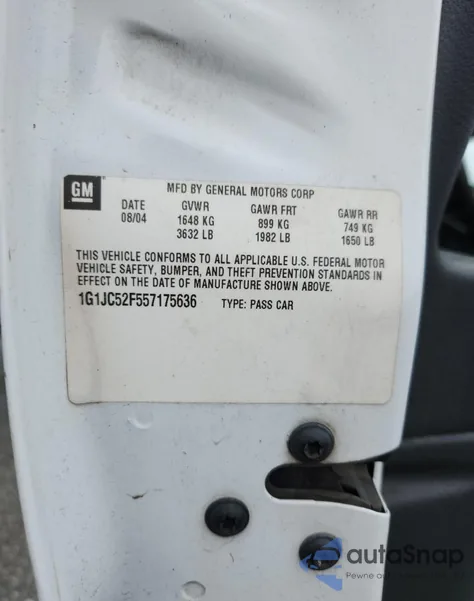 GM
MFD BY GENERAL MOTORS CORP
DATE GVWR GAWR FRT GAWR RR
08/04 1648 KG 899 KG 749 KG
3632 LB 1982 LB 1650 LB
THIS VEHICLE CONFORMS TO ALL APPLICABLE U.S. FEDERAL MOTOR
VEHICLE SAFETY, BUMPER, AND THEFT PREVENTION STANDARDS IN
EFFECT ON THE DATE OF MANUFACTURE SHOWN ABOVE.
1G1JC52F557175636 TYPE: PASS CAR
autoSnap
Pewne auto